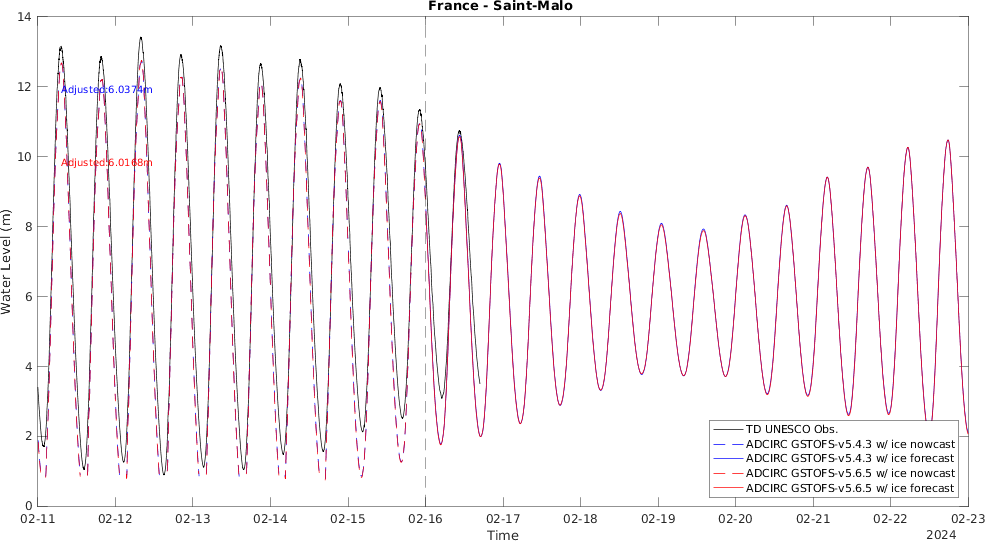 France - Saint-Malo
14
12
10
8
6
4
2
0
Water Level (m)
Adjusted:6.0374m
Adjusted:6.0168m
TD UNESCO Obs.
ADCIRC GSTOFS-v5.4.3 w/ ice nowcast
ADCIRC GSTOFS-v5.4.3 w/ ice forecast
ADCIRC GSTOFS-v5.6.5 w/ ice nowcast
ADCIRC GSTOFS-v5.6.5 w/ ice forecast
02-11 02-12 02-13 02-14 02-15 02-16 02-17 02-18 02-19 02-20 02-21 02-22 02-23
Time
2024